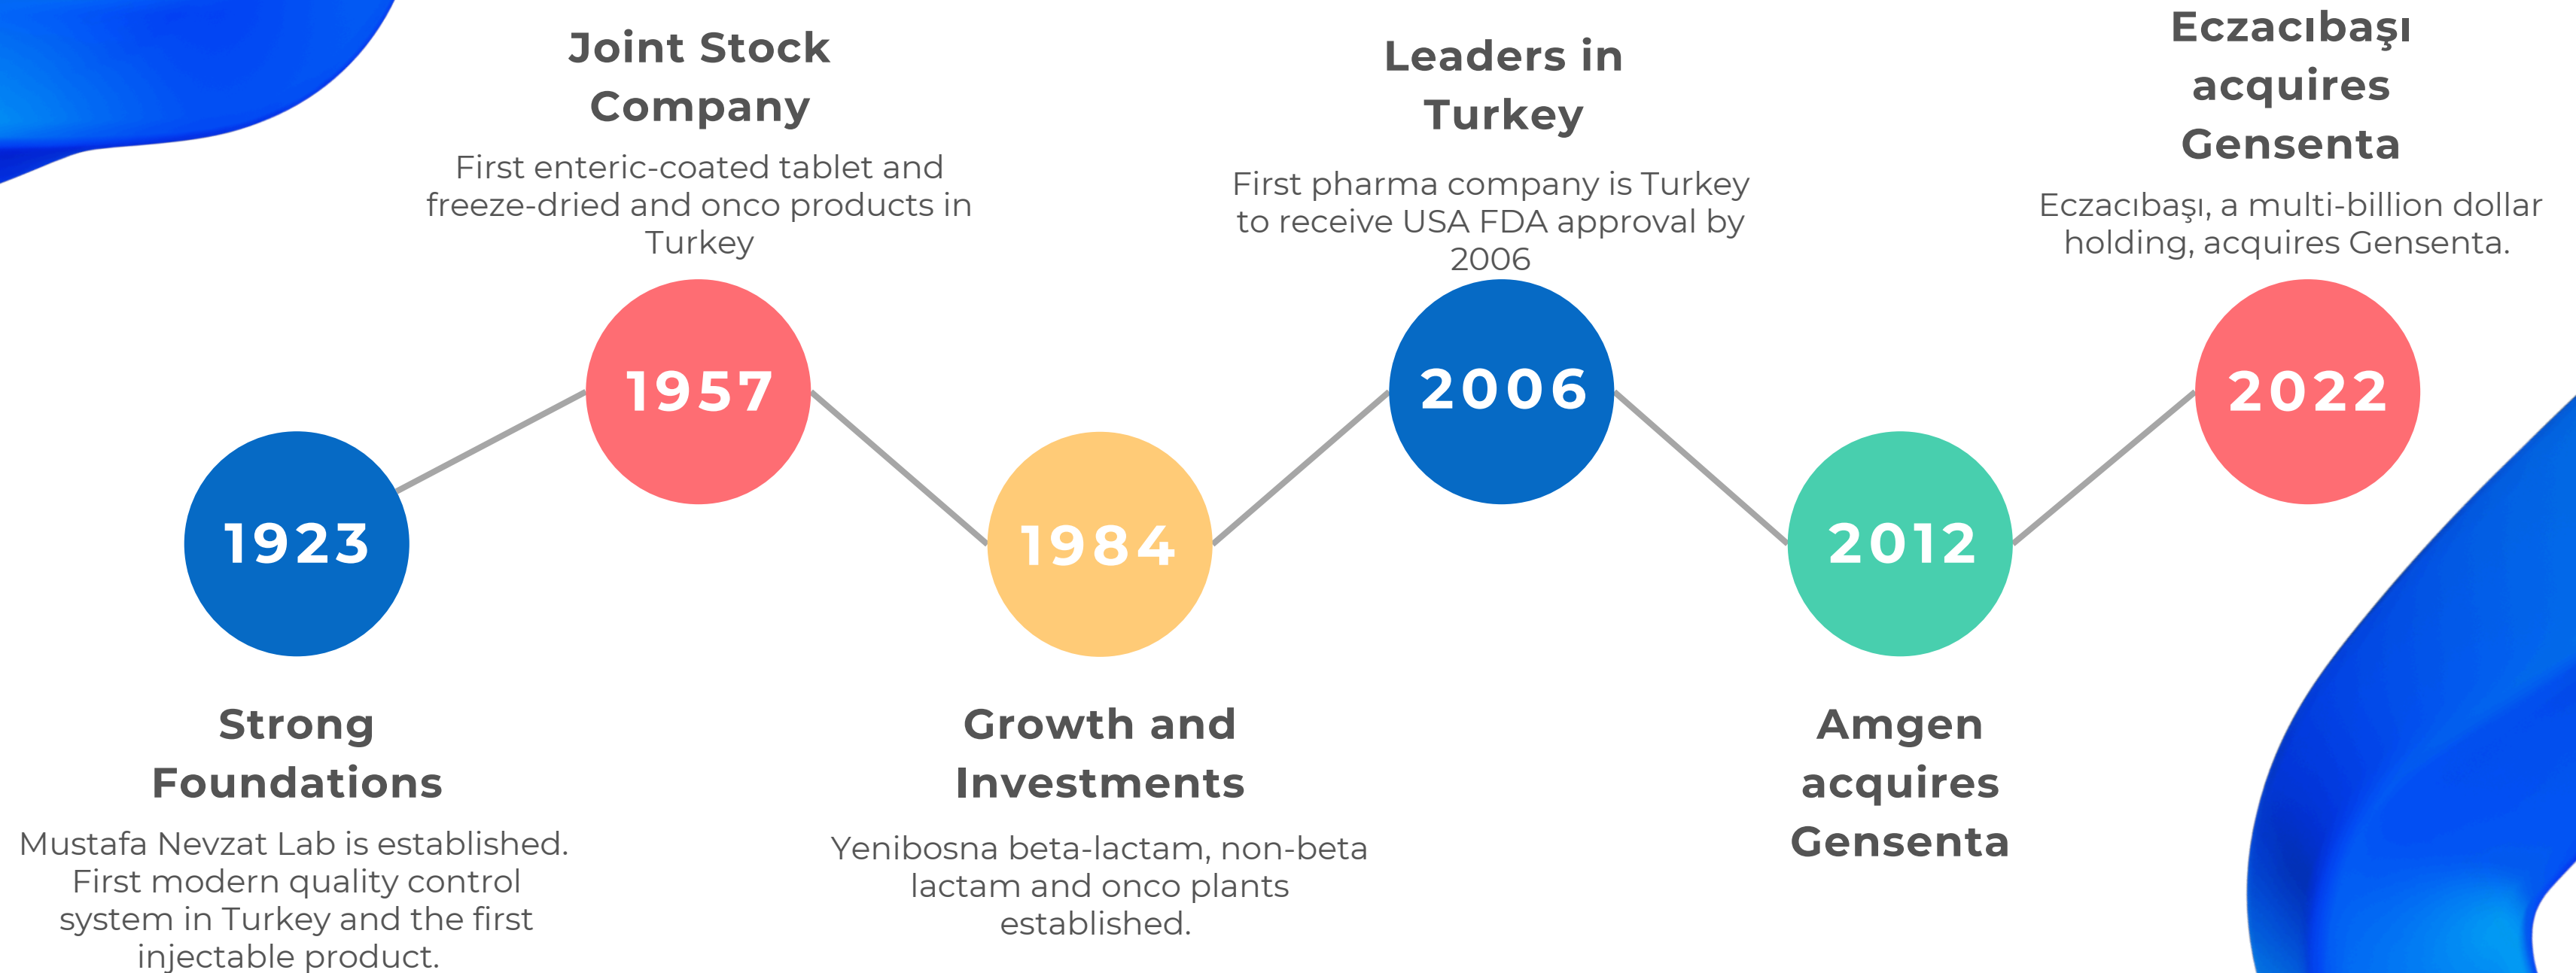 1923
Strong
Foundations
Mustafa Nevzat Lab is established.
First modern quality control
system in Turkey and the first
injectable product.
Joint Stock
Company
First enteric-coated tablet and
freeze-dried and onco products in
Turkey
1957
1984
Growth and
Investments
Yenibosna beta-lactam, non-beta
lactam and onco plants
established.
Leaders in
Turkey
First pharma company is Turkey
to receive USA FDA approval by
2006
2006
2012
Amgen
acquires
Gensenta
Eczacıbaşı
acquires
Gensenta
Eczacıbaşı, a multi-billion dollar
holding, acquires Gensenta.
2022